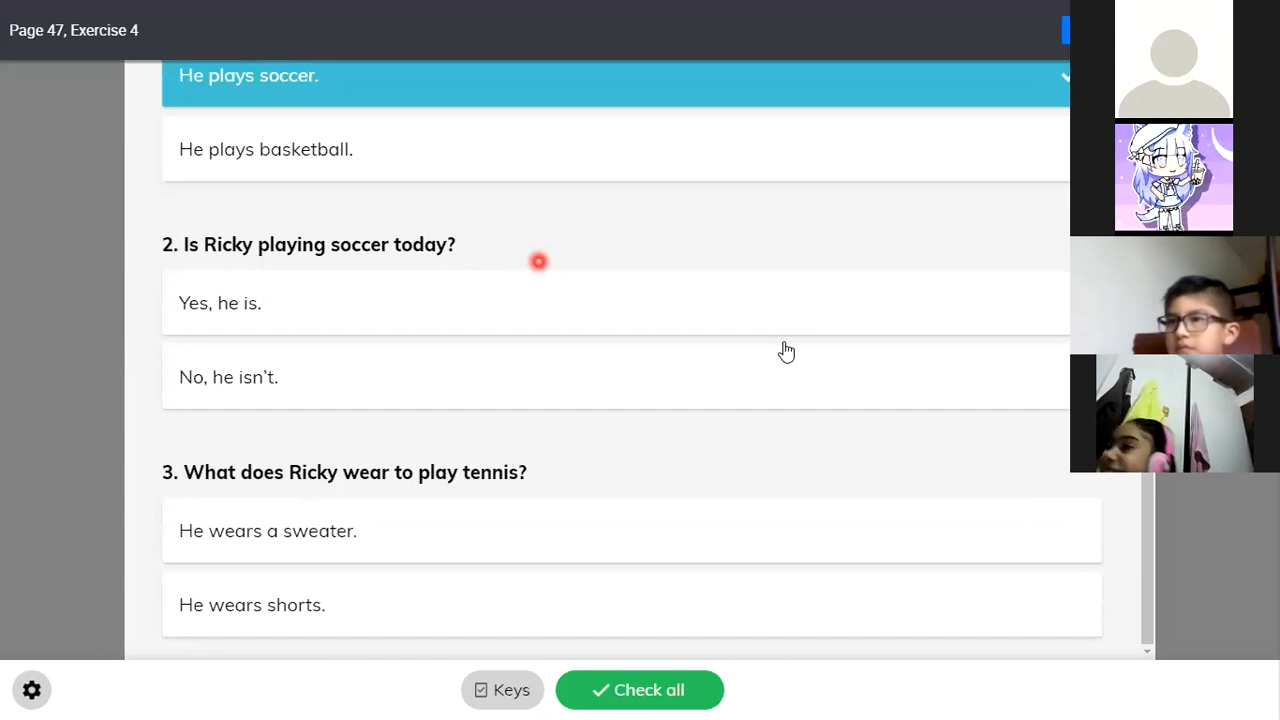 Page 47, Exercise 4
He plays soccer.
He plays basketball.
2. Is Ricky playing soccer today?
Yes, he is.
No, he isn’t.
3. What does Ricky wear to play tennis?
He wears a sweater.
He wears shorts.
Keys
Check all